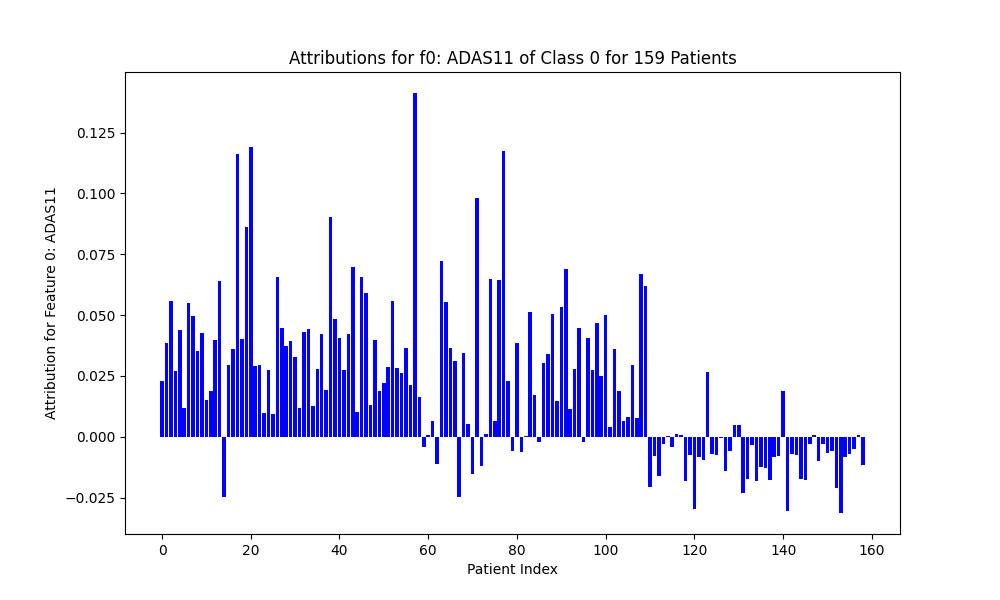 Attributions for f0: ADAS11 of Class 0 for 159 Patients
Attribution for Feature 0: ADAS11
0.125
0.100
0.075
0.050
0.025
0.000
−0.025
0 20 40 60 80 100 120 140 160
Patient Index